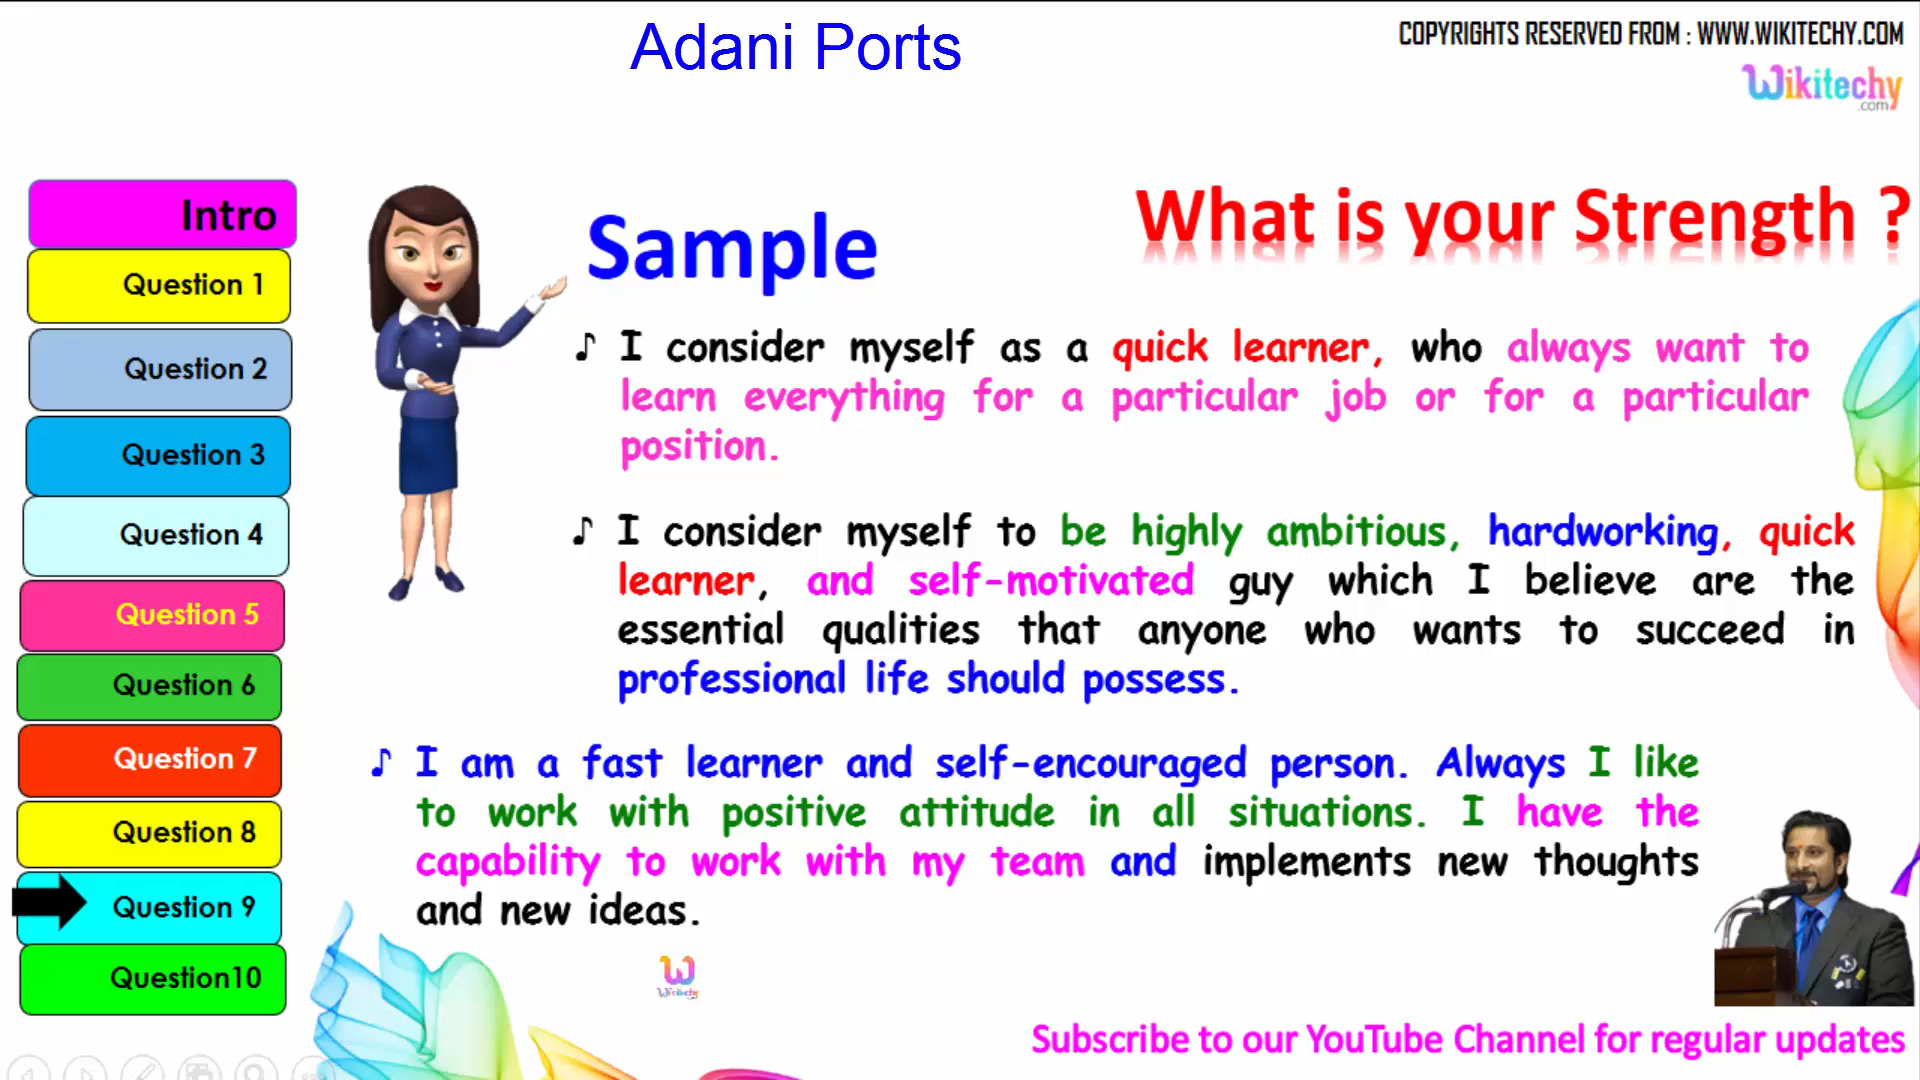 Adani Ports
COPYRIGHTS RESERVED FROM : WWW.WIKITECHY.COM
Wikitechy
.com
Intro
Question 1
Question 2
Question 3
Question 4
Question 5
Question 6
Question 7
Question 8
Question 9
Question10
Sample
What is your Strength ?
♪ I consider myself as a quick learner, who always want to
learn everything for a particular job or for a particular
position.
♪ I consider myself to be highly ambitious, hardworking, quick
learner, and self-motivated guy which I believe are the
essential qualities that anyone who wants to succeed in
professional life should possess.
♪ I am a fast learner and self-encouraged person. Always I like
to work with positive attitude in all situations. I have the
capability to work with my team and implements new thoughts
and new ideas.
W
Wikitechy
Subscribe to our YouTube Channel for regular updates